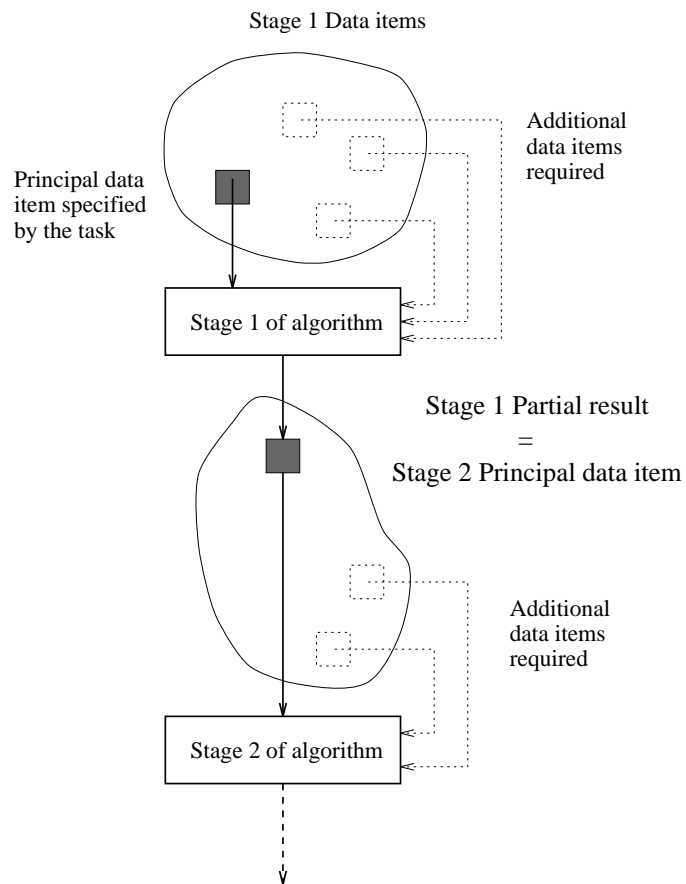 Stage 1 Data items
Additional
data items
required
Principal data
item specified
by the task
Stage 1 of algorithm
Stage 1 Partial result
=
Stage 2 Principal data item
Additional
data items
required
Stage 2 of algorithm